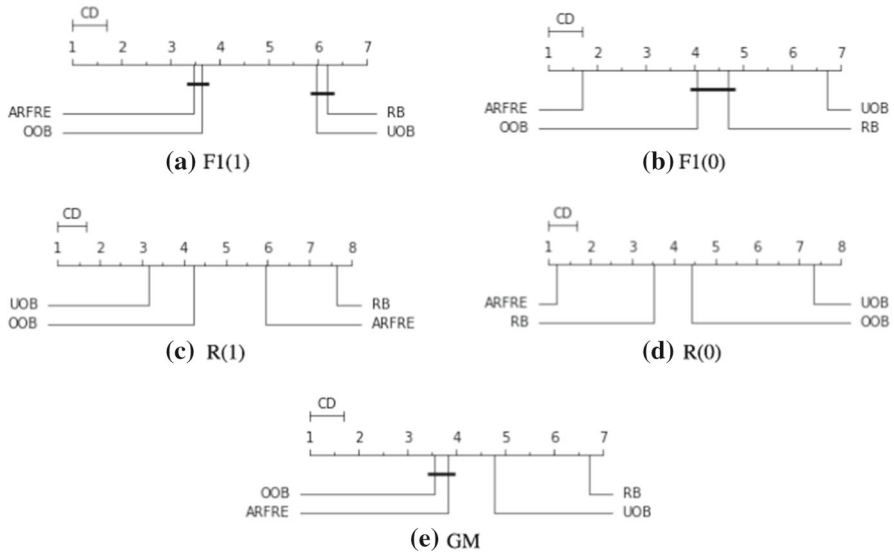 CD
1 2 3 4 5 6 7
ARFRE RB
OOB UOB
(a) F1(1)
CD
1 2 3 4 5 6 7
ARFRE UOB
OOB RB
(b) F1(0)
CD
1 2 3 4 5 6 7 8
UOB RB
OOB ARFRE
(c) R(1)
CD
1 2 3 4 5 6 7 8
ARFRE UOB
RB OOB
(d) R(0)
CD
1 2 3 4 5 6 7
OOB RB
ARFRE UOB
(e) GM